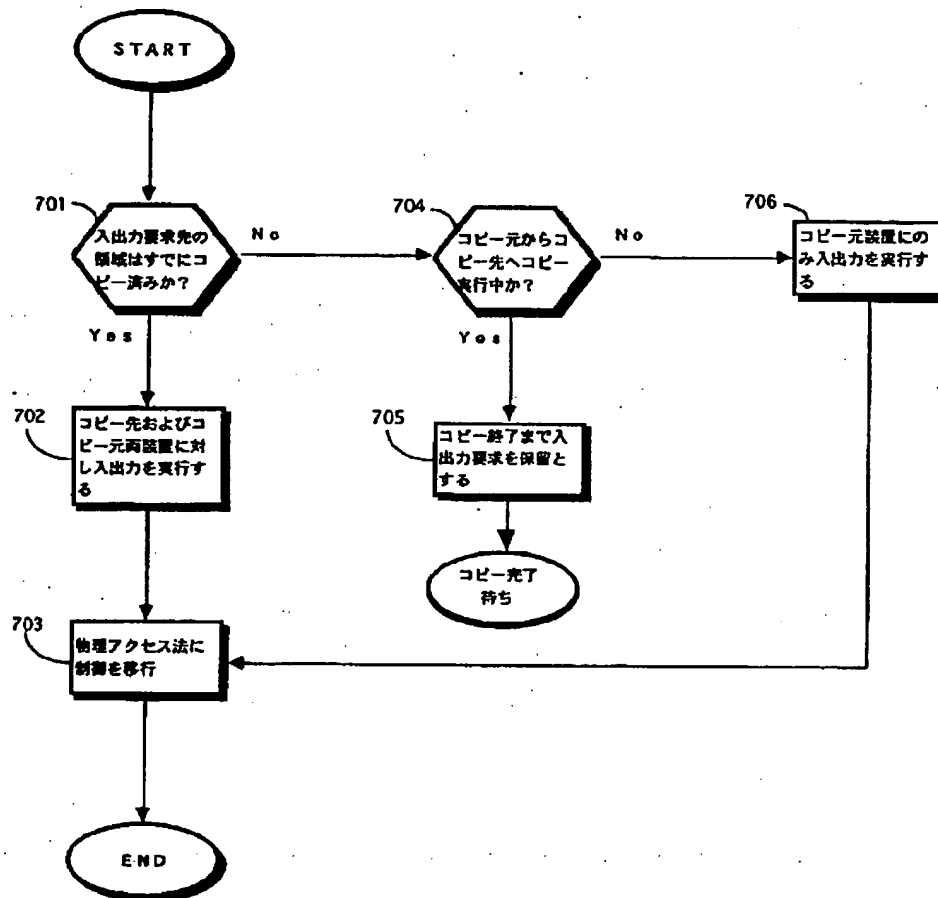 START
701
入出力要求先の
領域はすでにコ
ピー済みか?
No
704
コピー元からコ
ピー先へコピー
実行中か?
No
706
コピー元装置にの
み入出力を実行す
る
Yes
Yes
702
コピー先およびコ
ピー元両装置に対
し入出力を実行する
705
コピー終了まで入
出力要求を保留と
する
コピー完了
待ち
703
物理アクセス法に
制御を移行
END